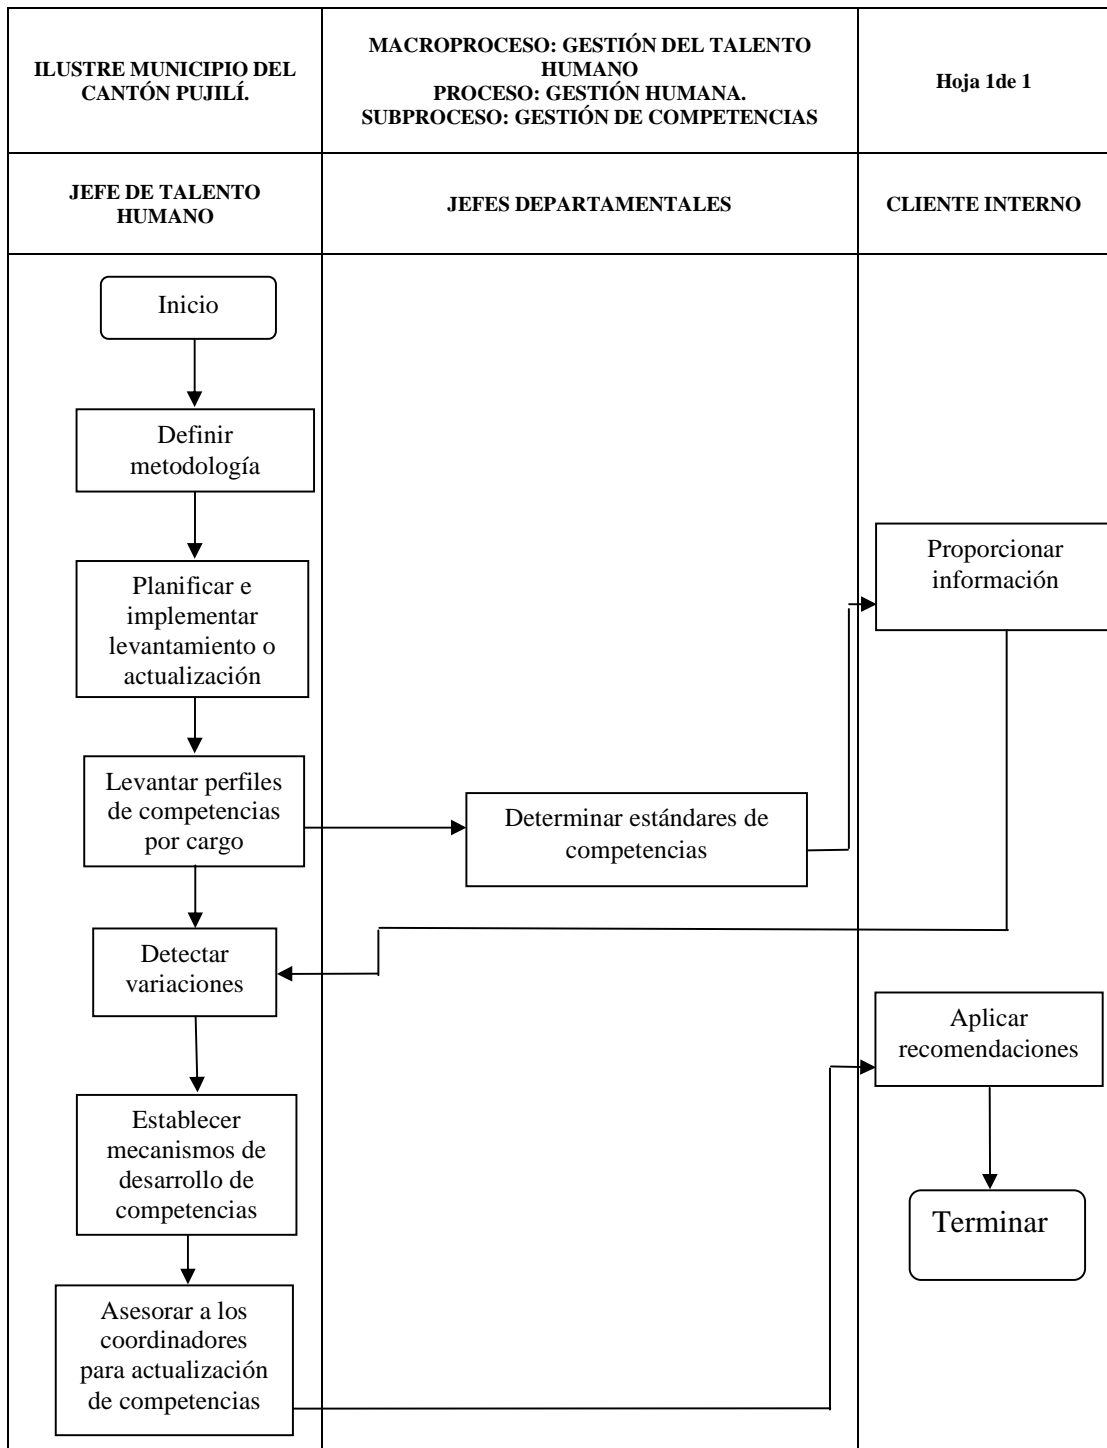 ILUSTRE MUNICIPIO DEL
CANTÓN PUJILÍ.
MACROPROCESO: GESTIÓN DEL TALENTO
HUMANO
PROCESO: GESTIÓN HUMANA.
SUBPROCESO: GESTIÓN DE COMPETENCIAS
Hoja 1de 1
JEFE DE TALENTO
HUMANO
JEFES DEPARTAMENTALES
CLIENTE INTERNO
Inicio
Definir
metodología
Planificar e
implementar
levantamiento o
actualización
Levantar perfiles
de competencias
por cargo
Determinar estándares de
competencias
Proporcionar
información
Detectar
variaciones
Establecer
mecanismos de
desarrollo de
competencias
Asesorar a los
coordinadores
para actualización
de competencias
Aplicar
recomendaciones
Terminar